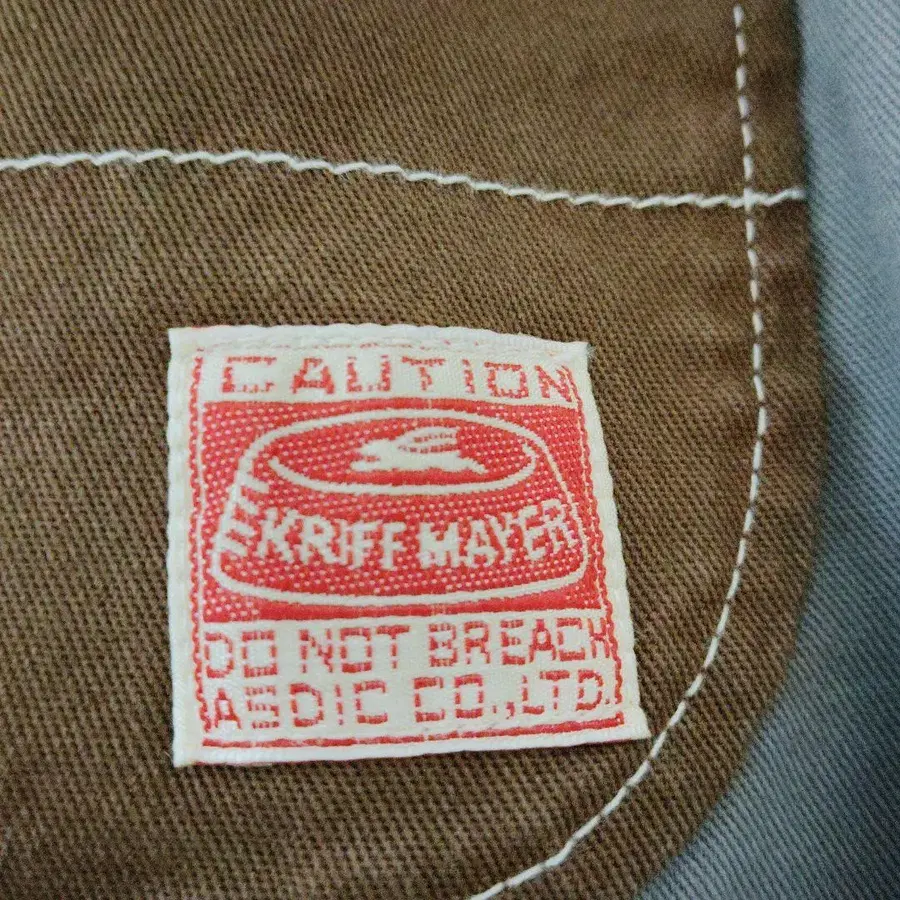 CAUTION
KRIFF MAYER
DO NOT BREACH
ASDIC CO.,LTD.